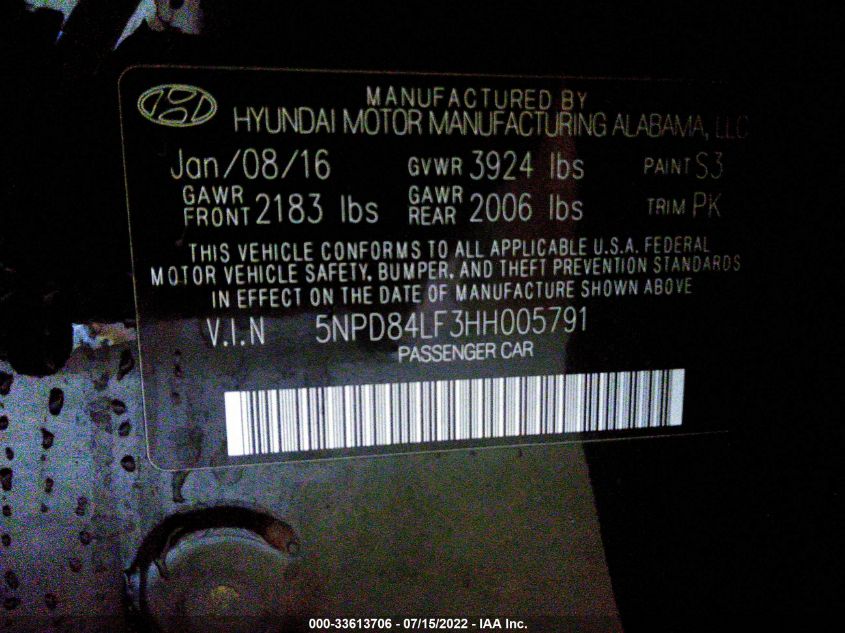 MANUFACTURED BY
HYUNDAI MOTOR MANUFACTURING ALABAMA, LLC
Jan/08/16 GVWR 3924 lbs PAINT S3
GAWR FRONT 2183 lbs GAWR REAR 2006 lbs TRIM PK
THIS VEHICLE CONFORMS TO ALL APPLICABLE U.S.A. FEDERAL
MOTOR VEHICLE SAFETY, BUMPER, AND THEFT PREVENTION STANDARDS
IN EFFECT ON THE DATE OF MANUFACTURE SHOWN ABOVE
V.I.N 5NPD84LF3HH005791
PASSENGER CAR
000-33613706 - 07/15/2022 - IAA Inc.